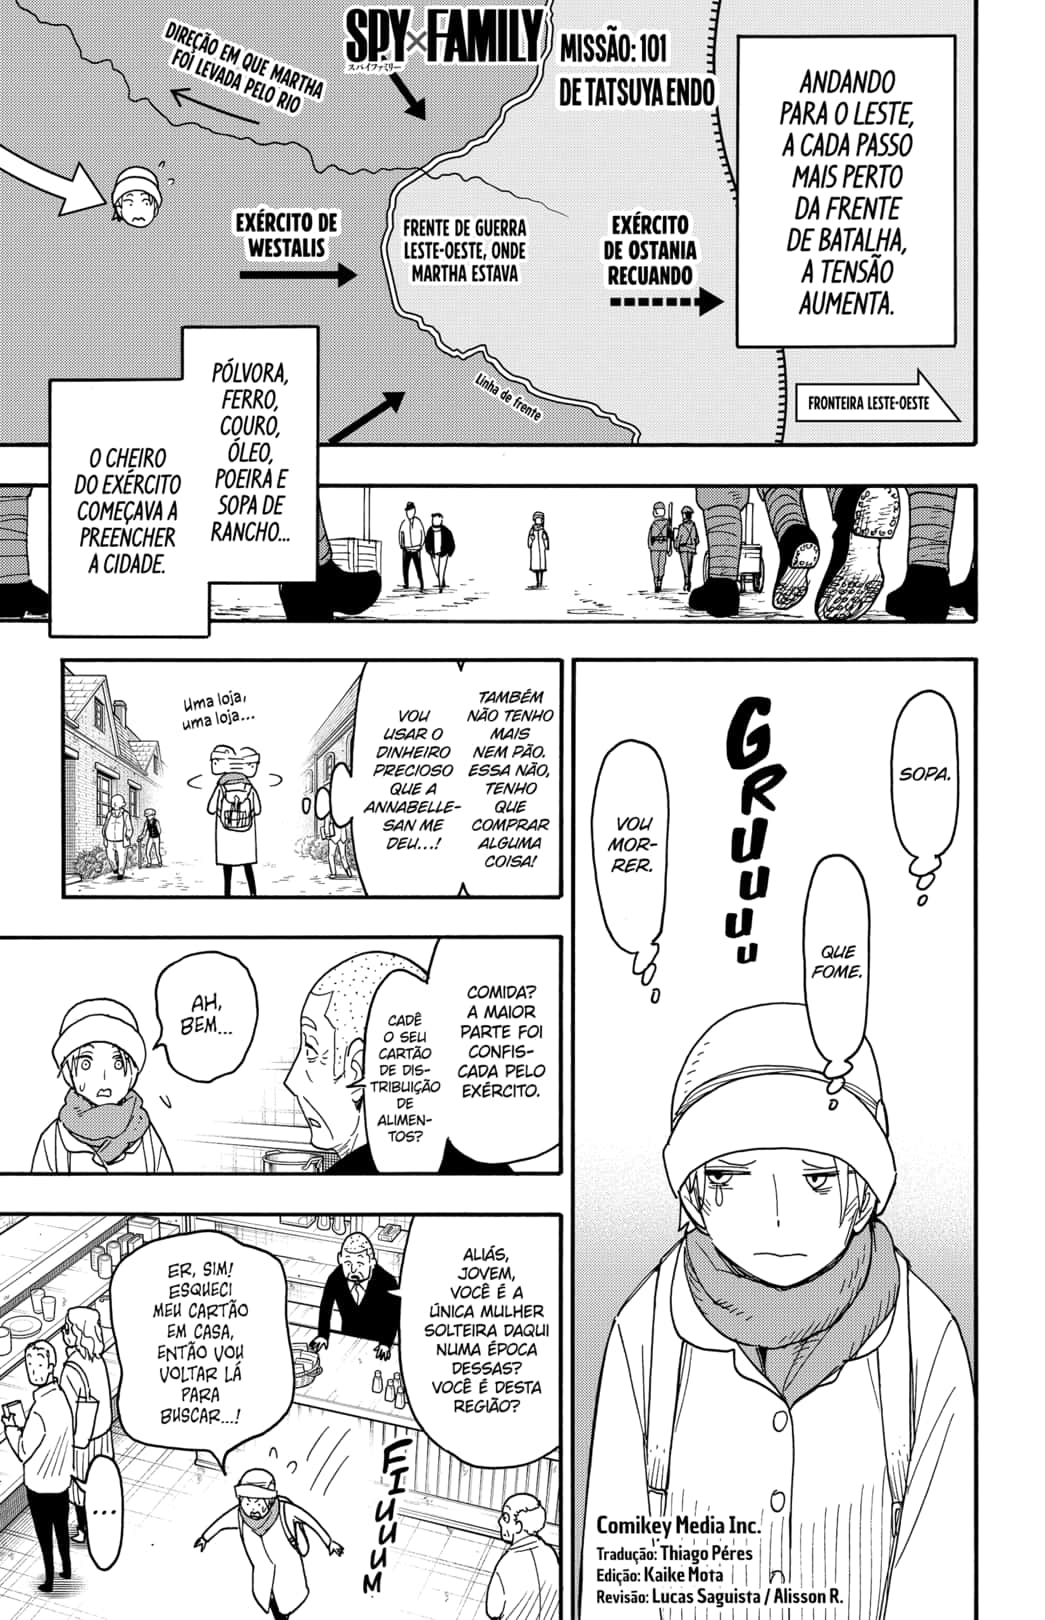 SPY×FAMILY
スパイファミリー
MISSÃO: 101
DE TATSUYA ENDO
ANDANDO
PARA O LESTE,
A CADA PASSO
MAIS PERTO
DA FRENTE
DE BATALHA,
A TENSÃO
AUMENTA.
DIREÇÃO EM QUE MARTHA
FOI LEVADA PELO RIO
EXÉRCITO DE
WESTALIS
FRENTE DE GUERRA
LESTE-OESTE, ONDE
MARTHA ESTAVA
EXÉRCITO
DE OSTANIA
RECUANDO
Linha de frente
FRONTEIRA LESTE-OESTE
PÓLVORA,
FERRO,
COURO,
ÓLEO,
POEIRA E
SOPA DE
RANCHO...
O CHEIRO
DO EXÉRCITO
COMEÇAVA A
PREENCHER
A CIDADE.
SOPA.
QUE
FOME.
GRUUUUU
VOU
MOR-
RER.
TAMBÉM
NÃO TENHO
MAIS
NEM PÃO.
ESSA NÃO,
TENHO
QUE
COMPRAR
ALGUMA
COISA!
VOU
USAR O
DINHEIRO
PRECIOSO
QUE A
ANNABELLE-
SAN ME
DEU...!
Uma loja,
uma loja...
COMIDA?
A MAIOR
PARTE FOI
CONFIS-
CADA PELO
EXÉRCITO.
CADÊ
O SEU
CARTÃO
DE DIS-
TRIBUIÇÃO
DE
ALIMEN-
TOS?
AH,
BEM...
ALIÁS,
JOVEM,
VOCÊ É A
ÚNICA MULHER
SOLTEIRA DAQUI
NUMA ÉPOCA
DESSAS?
VOCÊ É DESTA
REGIÃO?
ER, SIM!
ESQUECI
MEU CARTÃO
EM CASA,
ENTÃO VOU
VOLTAR LÁ
PARA
BUSCAR...!
FIUUUM
...
Comikey Media Inc.
Tradução: Thiago Péres
Edição: Kaike Mota
Revisão: Lucas Saguista / Alisson R.